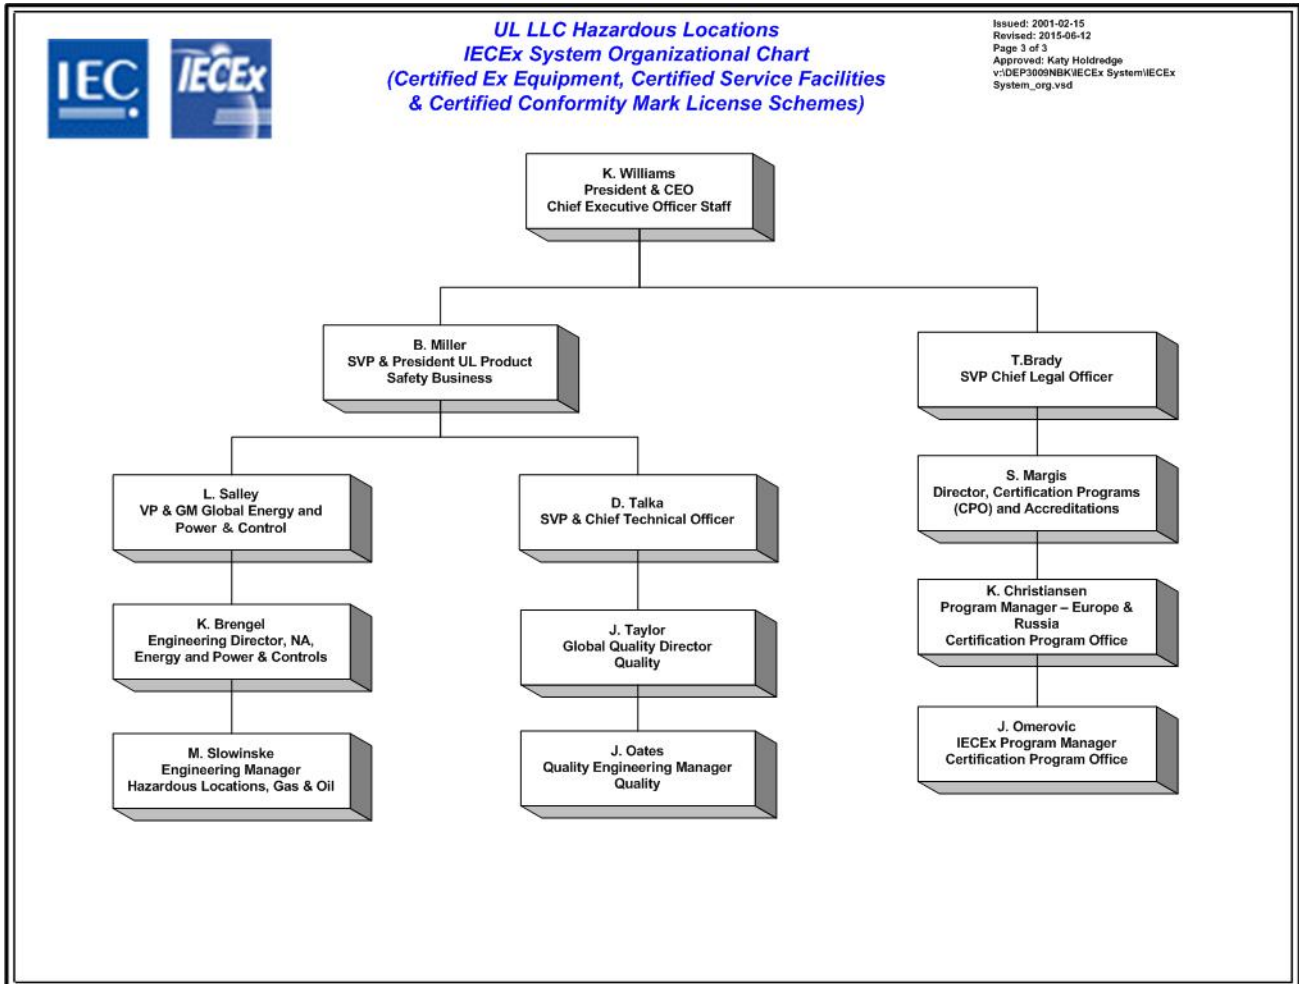 UL LLC Hazardous Locations
IECEx System Organizational Chart
(Certified Ex Equipment, Certified Service Facilities
& Certified Conformity Mark License Schemes)
Issued: 2001-02-15
Revised: 2015-06-12
Page 3 of 3
Approved: Katy Holdredge
v:\DEP3009NBK\IECEx System\IECEx
System_org.vsd
IEC
IECEx
K. Williams
President & CEO
Chief Executive Officer Staff
B. Miller
SVP & President UL Product
Safety Business
T.Brady
SVP Chief Legal Officer
L. Salley
VP & GM Global Energy and
Power & Control
D. Talka
SVP & Chief Technical Officer
S. Margis
Director, Certification Programs
(CPO) and Accreditations
K. Brengel
Engineering Director, NA,
Energy and Power & Controls
J. Taylor
Global Quality Director
Quality
K. Christiansen
Program Manager – Europe &
Russia
Certification Program Office
M. Slowinske
Engineering Manager
Hazardous Locations, Gas & Oil
J. Oates
Quality Engineering Manager
Quality
J. Omerovic
IECEx Program Manager
Certification Program Office